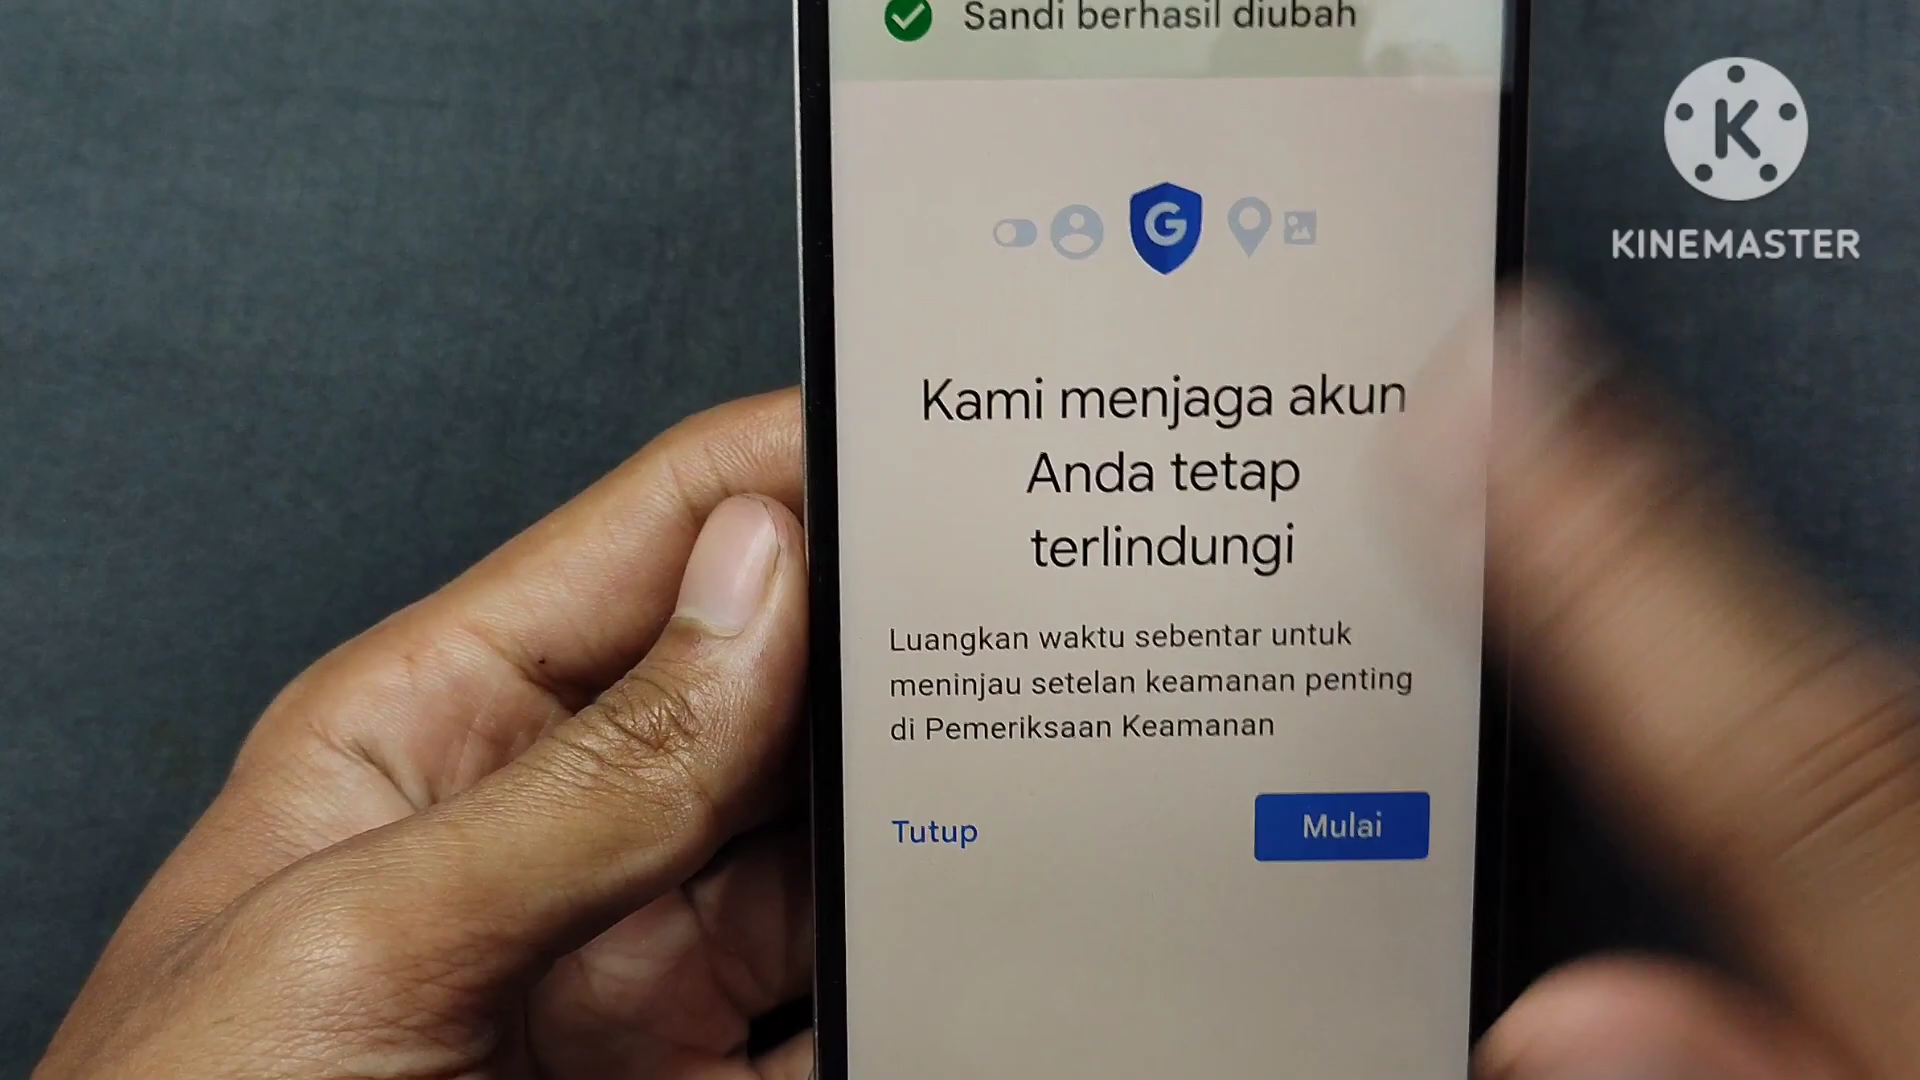 Sandi berhasil diubah
K
KINEMASTER
G
Kami menjaga akun
Anda tetap
terlindungi
Luangkan waktu sebentar untuk
meninjau setelan keamanan penting
di Pemeriksaan Keamanan
Tutup
Mulai